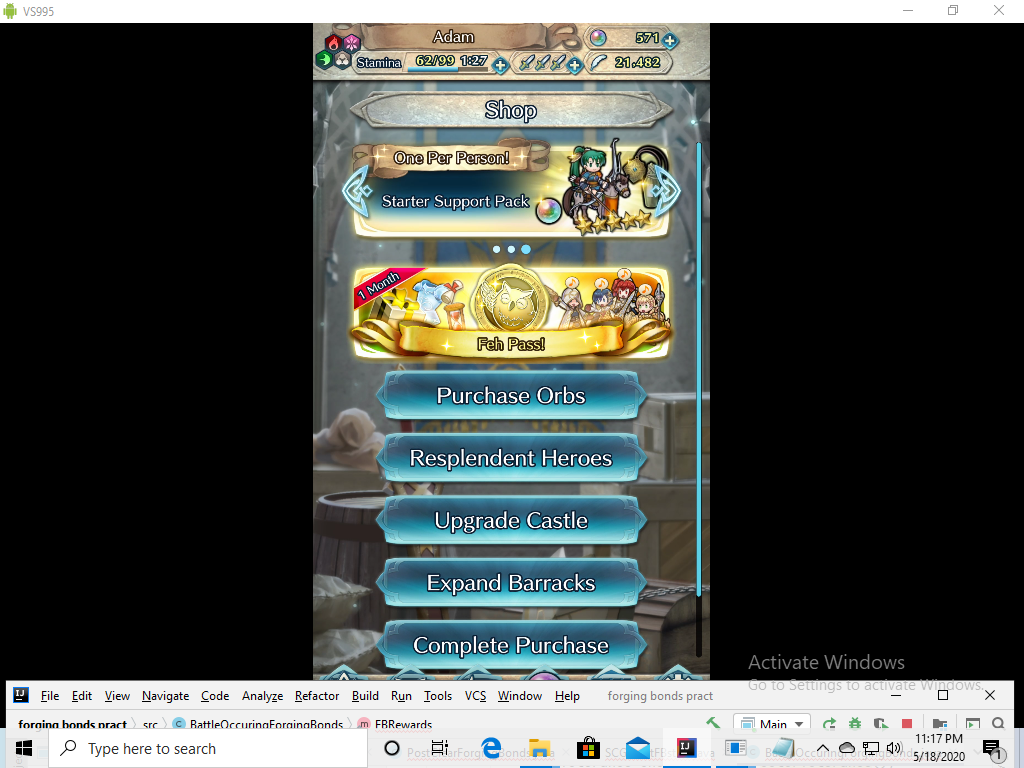 VS995
Adam
571
Stamina 62/99 1:27
21,482
Shop
One Per Person!
Starter Support Pack
1 Month
Feh Pass!
Purchase Orbs
Resplendent Heroes
Upgrade Castle
Expand Barracks
Complete Purchase
Activate Windows
Go to Settings to activate Windows.
IJ File Edit View Navigate Code Analyze Refactor Build Run Tools VCS Window Help forging bonds pract
forging bonds pract src C BattleOccuringForgingBonds m FBRewards Main
Type here to search
11:17 PM
5/18/2020
1